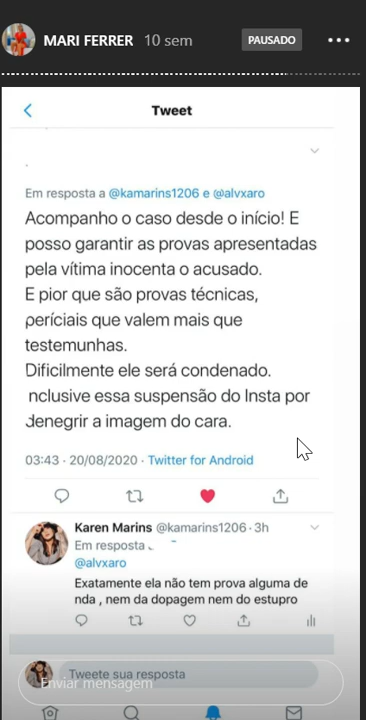 MARI FERRER 10 sem PAUSADO
Tweet
Em resposta a @kamarins1206 e @alvxaro
Acompanho o caso desde o início! E
posso garantir as provas apresentadas
pela vítima inocenta o acusado.
E pior que são provas técnicas,
períciais que valem mais que
testemunhas.
Dificilmente ele será condenado.
nclusive essa suspensão do Insta por
denegrir a imagem do cara.
03:43 · 20/08/2020 · Twitter for Android
Karen Marins @kamarins1206 · 3h
Em resposta
@alvxaro
Exatamente ela não tem prova alguma de
nda , nem da dopagem nem do estupro
Tweete sua resposta
Enviar mensagem